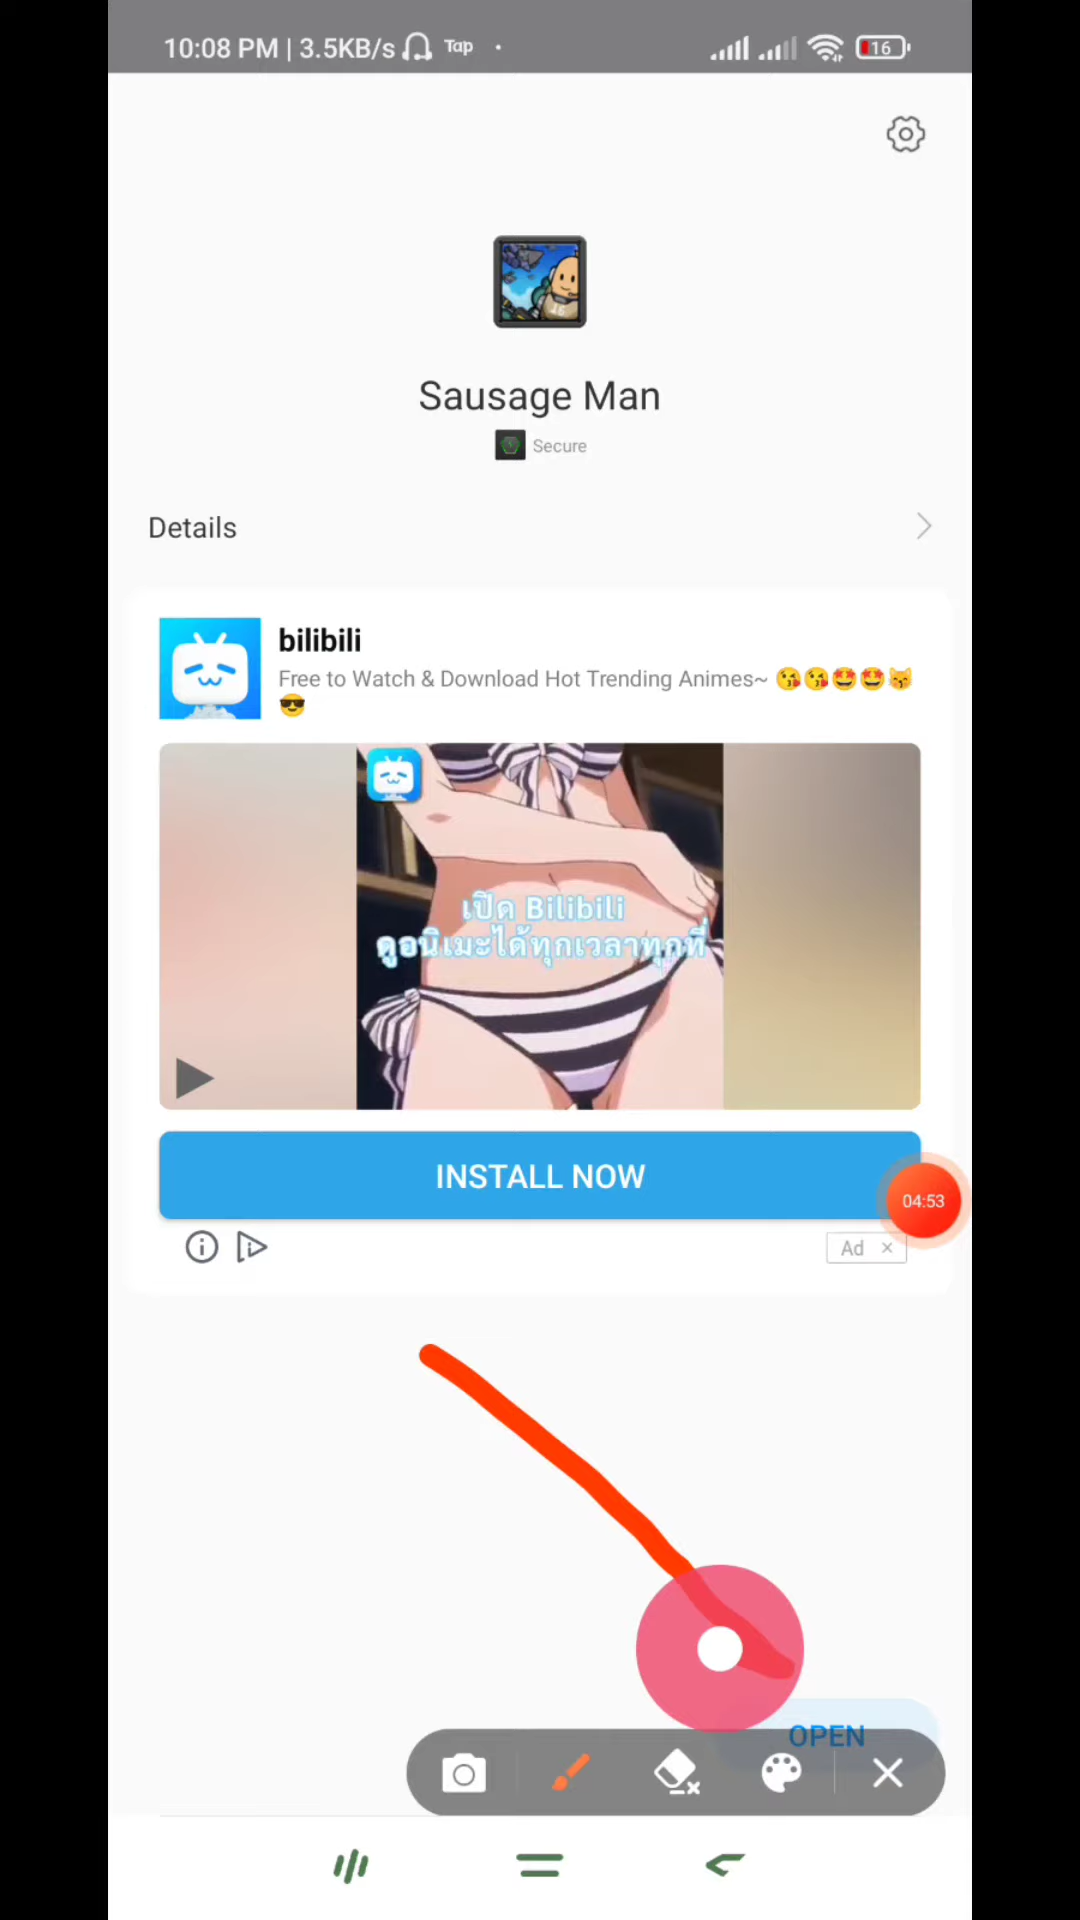 10:08 PM | 3.5KB/s Tap
16
Sausage Man
Secure
Details
bilibili
Free to Watch & Download Hot Trending Animes~ 😘😘🤩🤩😽
😎
เปิด Bilibili
ดูอนิเมะได้ทุกเวลาทุกที่
INSTALL NOW
04:53
Ad ×
OPEN